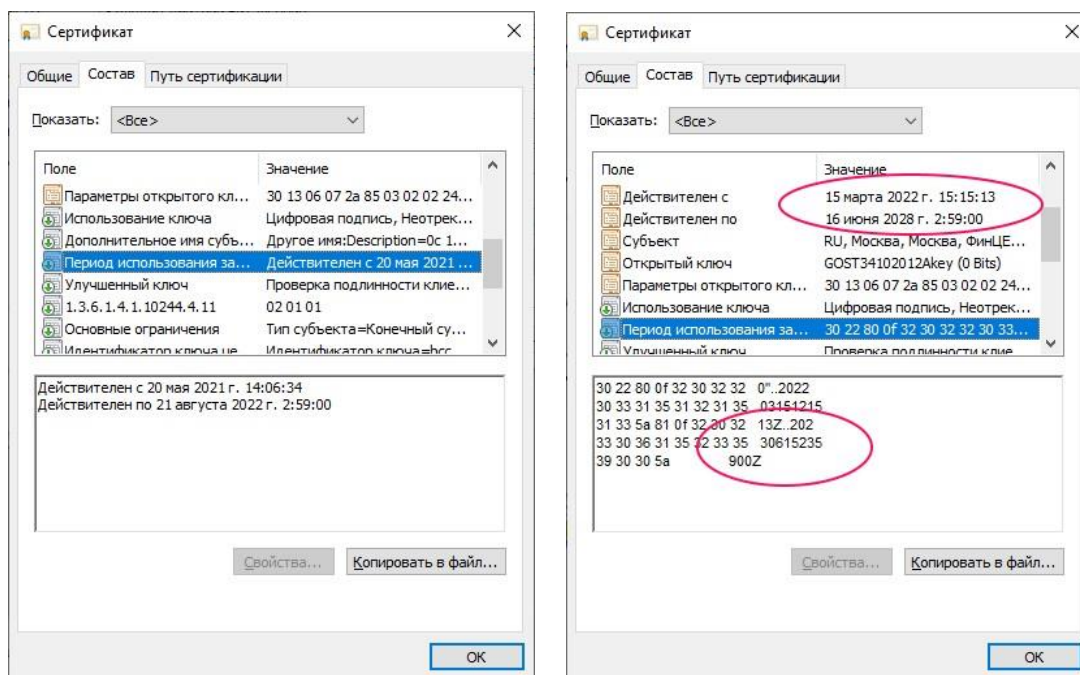 Сертификат
Общие Состав Путь сертификации
Показать: <Все>
Поле Значение
Параметры открытого кл... 30 13 06 07 2a 85 03 02 02 24...
Использование ключа Цифровая подпись, Неотрек...
Дополнительное имя субъ... Другое имя:Description=0c 1...
Период использования за... Действителен с 20 мая 2021 ...
Улучшенный ключ Проверка подлинности клие...
1.3.6.1.4.1.10244.4.11 02 01 01
Основные ограничения Тип субъекта=Конечный су...
Идентификатор ключа це Идентификатор ключа=bcc
Действителен с 20 мая 2021 г. 14:06:34
Действителен по 21 августа 2022 г. 2:59:00
Свойства... Копировать в файл...
OK
Сертификат
Общие Состав Путь сертификации
Показать: <Все>
Поле Значение
Действителен с 15 марта 2022 г. 15:15:13
Действителен по 16 июня 2028 г. 2:59:00
Субъект RU, Москва, Москва, ФинЦЕ...
Открытый ключ GOST34102012Akey (0 Bits)
Параметры открытого кл... 30 13 06 07 2a 85 03 02 02 24...
Использование ключа Цифровая подпись, Неотрек...
Период использования за... 30 22 80 0f 32 30 32 32 30 33...
Улучшенный ключ Проверка подлинности клие
30 22 80 0f 32 30 32 32 0"..2022
30 33 31 35 31 32 31 35 03151215
31 33 5a 81 0f 32 30 32 13Z..202
33 30 36 31 35 32 33 35 30615235
39 30 30 5a 900Z
Свойства... Копировать в файл...
OK